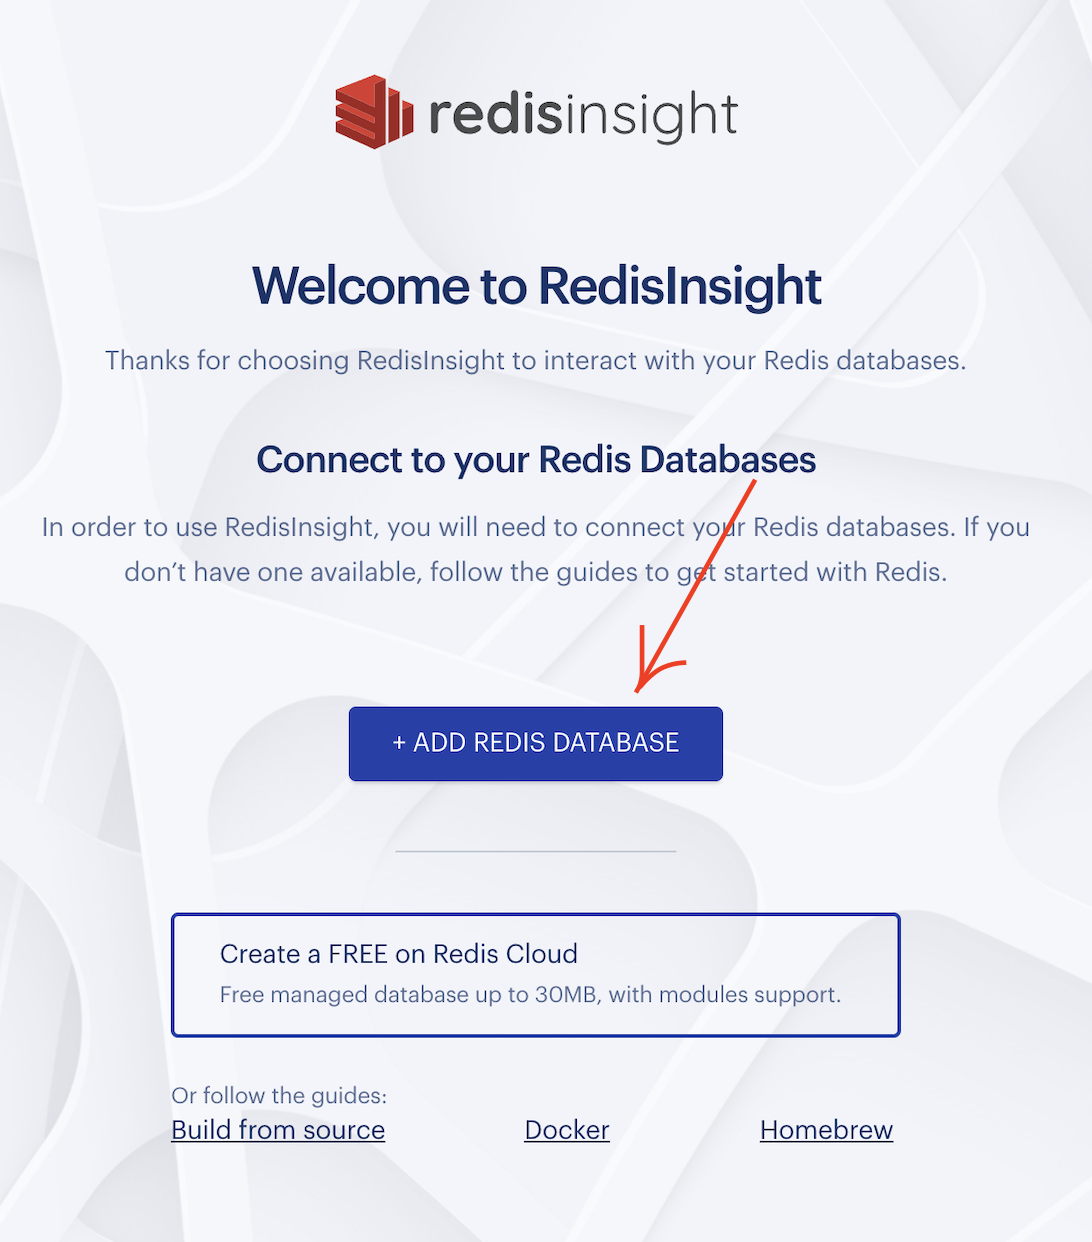 redisinsight
Welcome to RedisInsight
Thanks for choosing RedisInsight to interact with your Redis databases.
Connect to your Redis Databases
In order to use RedisInsight, you will need to connect your Redis databases. If you
don’t have one available, follow the guides to get started with Redis.
+ ADD REDIS DATABASE
Create a FREE on Redis Cloud
Free managed database up to 30MB, with modules support.
Or follow the guides:
Build from source Docker Homebrew